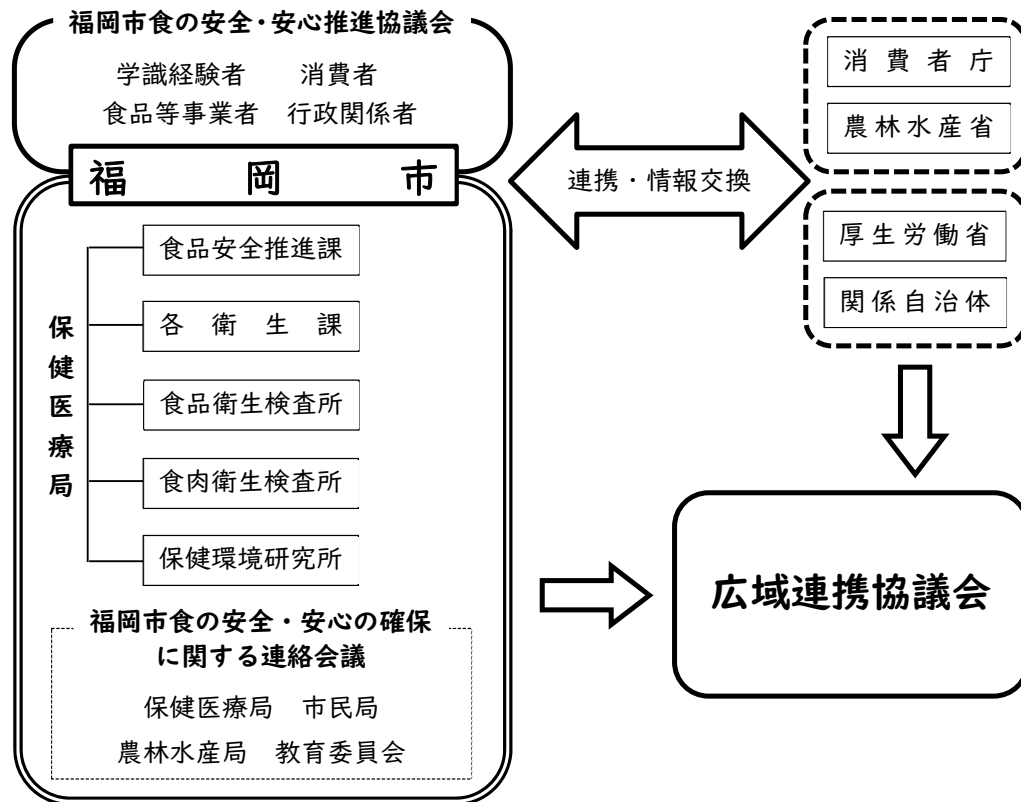 福岡市食の安全・安心推進協議会
学識経験者 消費者
食品等事業者 行政関係者
福岡市
保健医療局
食品安全推進課
各衛生課
食品衛生検査所
食肉衛生検査所
保健環境研究所
福岡市食の安全・安心の確保
に関する連絡会議
保健医療局 市民局
農林水産局 教育委員会
連携・情報交換
消費者庁
農林水産省
厚生労働省
関係自治体
広域連携協議会